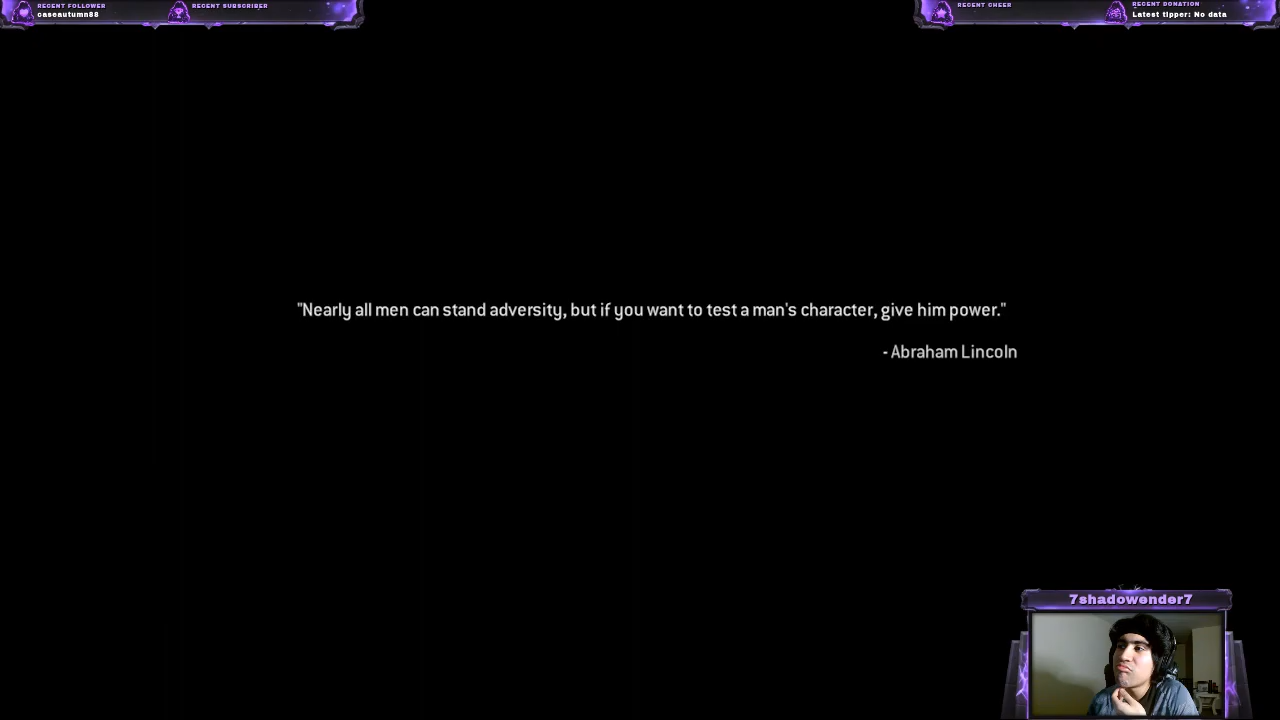 RECENT FOLLOWER
caseautumn88
RECENT SUBSCRIBER
RECENT CHEER
RECENT DONATION
Latest tipper: No data
"Nearly all men can stand adversity, but if you want to test a man's character, give him power."
- Abraham Lincoln
7shadowender7